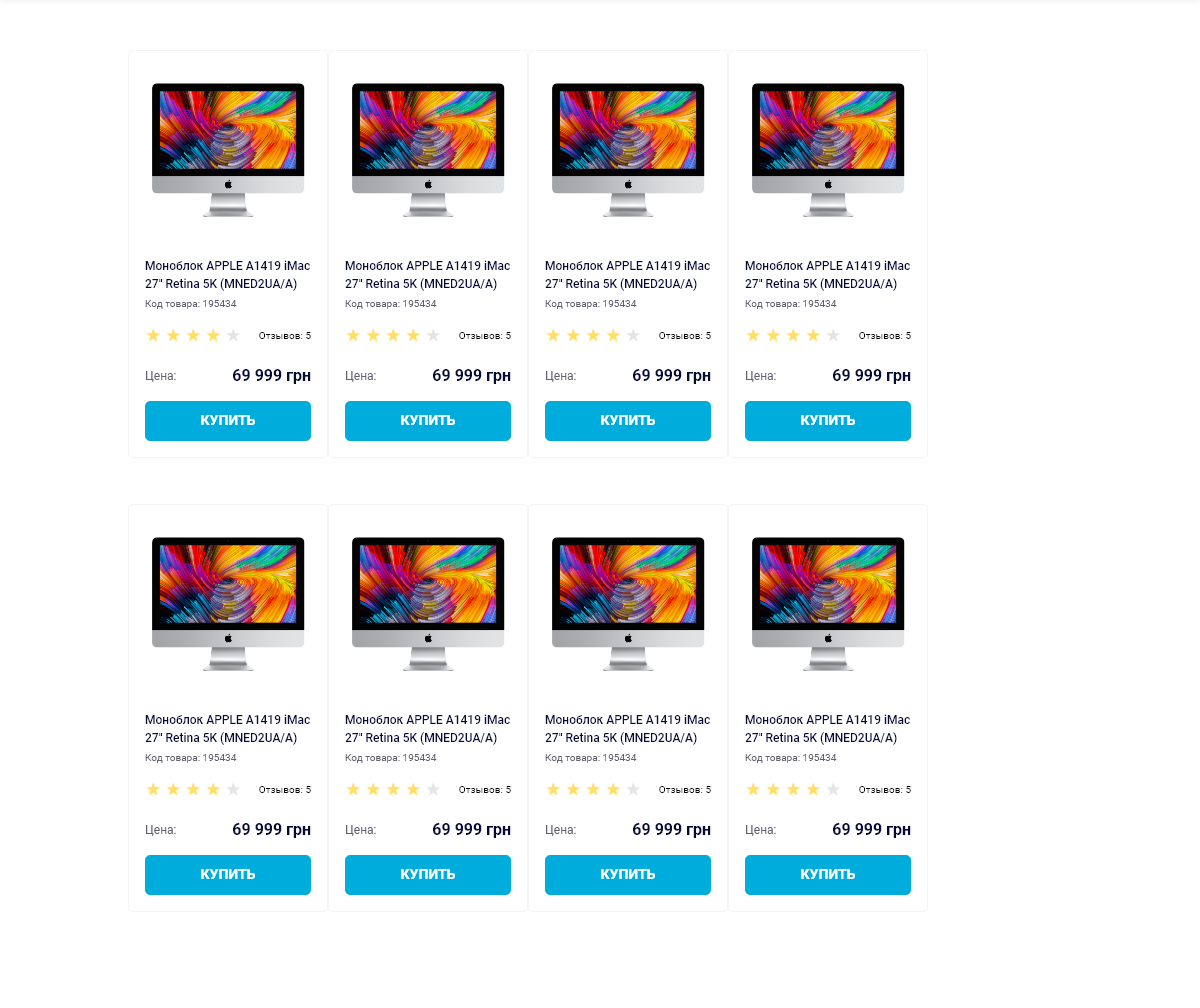 Моноблок APPLE A1419 iMac
27" Retina 5K (MNED2UA/A)
Код товара: 195434
Отзывов: 5
Цена: 69 999 грн
КУПИТЬ
Моноблок APPLE A1419 iMac
27" Retina 5K (MNED2UA/A)
Код товара: 195434
Отзывов: 5
Цена: 69 999 грн
КУПИТЬ
Моноблок APPLE A1419 iMac
27" Retina 5K (MNED2UA/A)
Код товара: 195434
Отзывов: 5
Цена: 69 999 грн
КУПИТЬ
Моноблок APPLE A1419 iMac
27" Retina 5K (MNED2UA/A)
Код товара: 195434
Отзывов: 5
Цена: 69 999 грн
КУПИТЬ
Моноблок APPLE A1419 iMac
27" Retina 5K (MNED2UA/A)
Код товара: 195434
Отзывов: 5
Цена: 69 999 грн
КУПИТЬ
Моноблок APPLE A1419 iMac
27" Retina 5K (MNED2UA/A)
Код товара: 195434
Отзывов: 5
Цена: 69 999 грн
КУПИТЬ
Моноблок APPLE A1419 iMac
27" Retina 5K (MNED2UA/A)
Код товара: 195434
Отзывов: 5
Цена: 69 999 грн
КУПИТЬ
Моноблок APPLE A1419 iMac
27" Retina 5K (MNED2UA/A)
Код товара: 195434
Отзывов: 5
Цена: 69 999 грн
КУПИТЬ